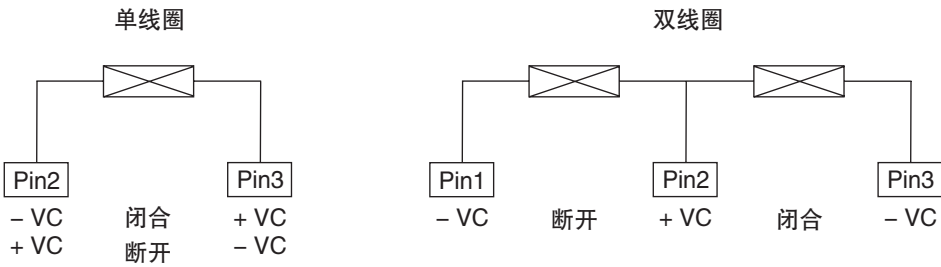 单线圈 双线圈
Pin2 Pin3 Pin1 Pin2 Pin3
– VC 闭合 + VC – VC 断开 + VC 闭合 – VC
+ VC 断开 – VC